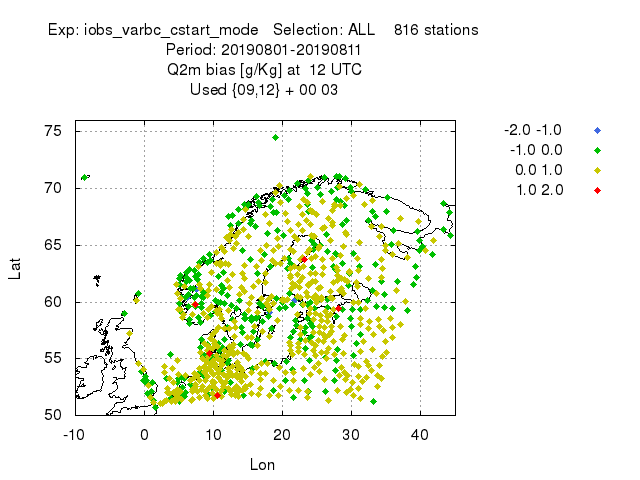 Exp: iobs_varbc_cstart_mode   Selection: ALL    816 stations
Period: 20190801-20190811
Q2m bias [g/Kg] at  12 UTC
Used {09,12} + 00 03
-2.0 -1.0
-1.0 0.0
0.0 1.0
1.0 2.0
75
70
65
60
55
50
Lat
-10 0 10 20 30 40
Lon